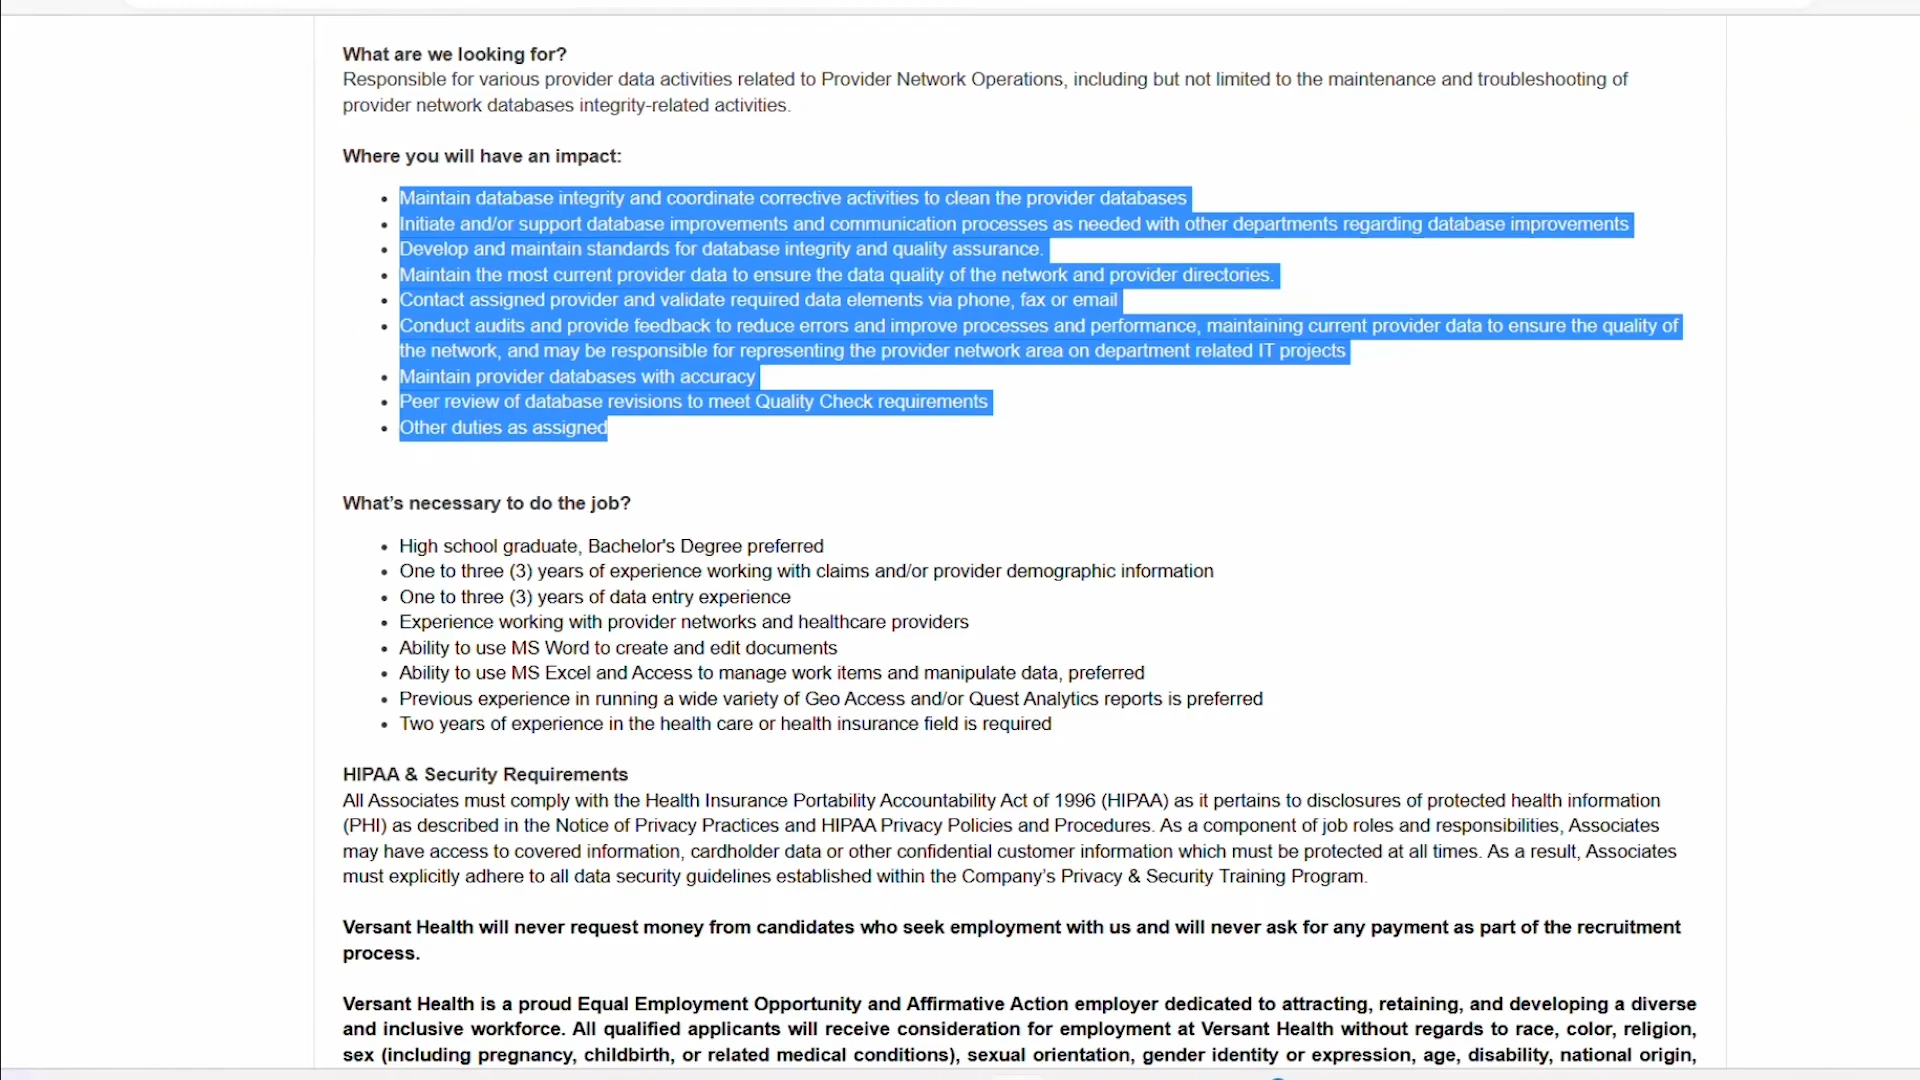 What are we looking for?
Responsible for various provider data activities related to Provider Network Operations, including but not limited to the maintenance and troubleshooting of
provider network databases integrity-related activities.
Where you will have an impact:
Maintain database integrity and coordinate corrective activities to clean the provider databases
Initiate and/or support database improvements and communication processes as needed with other departments regarding database improvements
Develop and maintain standards for database integrity and quality assurance.
Maintain the most current provider data to ensure the data quality of the network and provider directories.
Contact assigned provider and validate required data elements via phone, fax or email
Conduct audits and provide feedback to reduce errors and improve processes and performance, maintaining current provider data to ensure the quality of
the network, and may be responsible for representing the provider network area on department related IT projects
Maintain provider databases with accuracy
Peer review of database revisions to meet Quality Check requirements
Other duties as assigned
What’s necessary to do the job?
High school graduate, Bachelor's Degree preferred
One to three (3) years of experience working with claims and/or provider demographic information
One to three (3) years of data entry experience
Experience working with provider networks and healthcare providers
Ability to use MS Word to create and edit documents
Ability to use MS Excel and Access to manage work items and manipulate data, preferred
Previous experience in running a wide variety of Geo Access and/or Quest Analytics reports is preferred
Two years of experience in the health care or health insurance field is required
HIPAA & Security Requirements
All Associates must comply with the Health Insurance Portability Accountability Act of 1996 (HIPAA) as it pertains to disclosures of protected health information
(PHI) as described in the Notice of Privacy Practices and HIPAA Privacy Policies and Procedures. As a component of job roles and responsibilities, Associates
may have access to covered information, cardholder data or other confidential customer information which must be protected at all times. As a result, Associates
must explicitly adhere to all data security guidelines established within the Company’s Privacy & Security Training Program.
Versant Health will never request money from candidates who seek employment with us and will never ask for any payment as part of the recruitment
process.
Versant Health is a proud Equal Employment Opportunity and Affirmative Action employer dedicated to attracting, retaining, and developing a diverse
and inclusive workforce. All qualified applicants will receive consideration for employment at Versant Health without regards to race, color, religion,
sex (including pregnancy, childbirth, or related medical conditions), sexual orientation, gender identity or expression, age, disability, national origin,